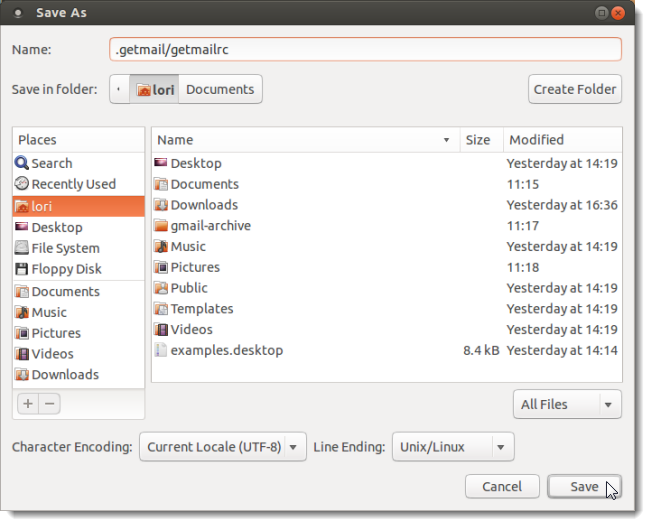 Save As
Name: .getmail/getmailrc
Save in folder: lori Documents Create Folder
Places
Search
Recently Used
lori
Desktop
File System
Floppy Disk
Documents
Music
Pictures
Videos
Downloads
Name Size Modified
Desktop Yesterday at 14:19
Documents 11:15
Downloads Yesterday at 16:36
gmail-archive 11:17
Music Yesterday at 14:19
Pictures 11:18
Public Yesterday at 14:19
Templates Yesterday at 14:19
Videos Yesterday at 14:19
examples.desktop 8.4 kB Yesterday at 14:14
All Files
Character Encoding: Current Locale (UTF-8) Line Ending: Unix/Linux
Cancel Save